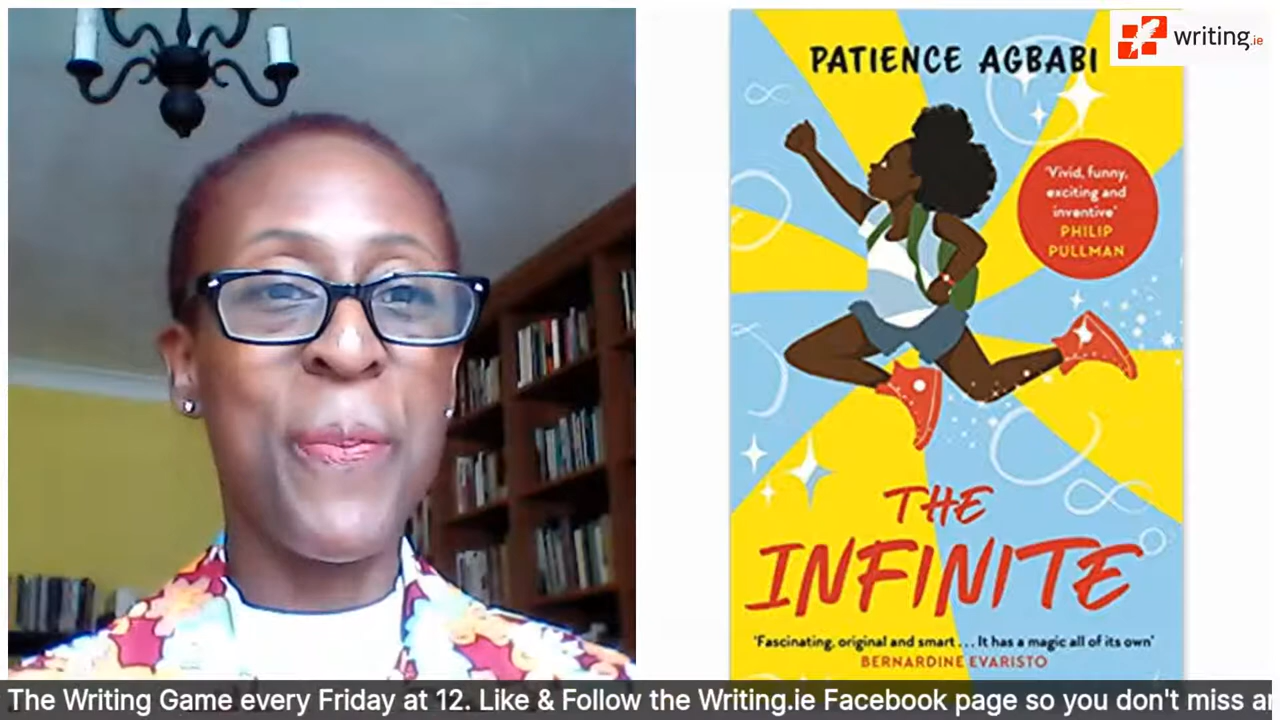 PATIENCE AGBABI
writing.ie
'Vivid, funny,
exciting and
inventive'
PHILIP
PULLMAN
THE
INFINITE
'Fascinating, original and smart ... It has a magic all of its own'
BERNARDINE EVARISTO
The Writing Game every Friday at 12. Like & Follow the Writing.ie Facebook page so you don't miss